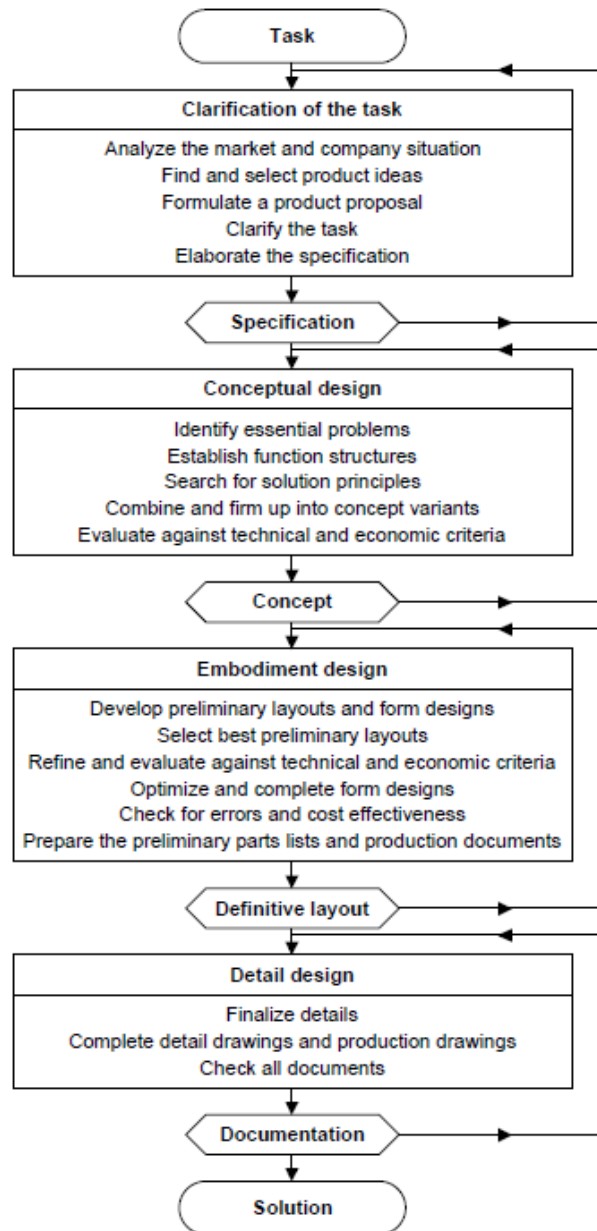 Task
Clarification of the task
Analyze the market and company situation
Find and select product ideas
Formulate a product proposal
Clarify the task
Elaborate the specification
Specification
Conceptual design
Identify essential problems
Establish function structures
Search for solution principles
Combine and firm up into concept variants
Evaluate against technical and economic criteria
Concept
Embodiment design
Develop preliminary layouts and form designs
Select best preliminary layouts
Refine and evaluate against technical and economic criteria
Optimize and complete form designs
Check for errors and cost effectiveness
Prepare the preliminary parts lists and production documents
Definitive layout
Detail design
Finalize details
Complete detail drawings and production drawings
Check all documents
Documentation
Solution